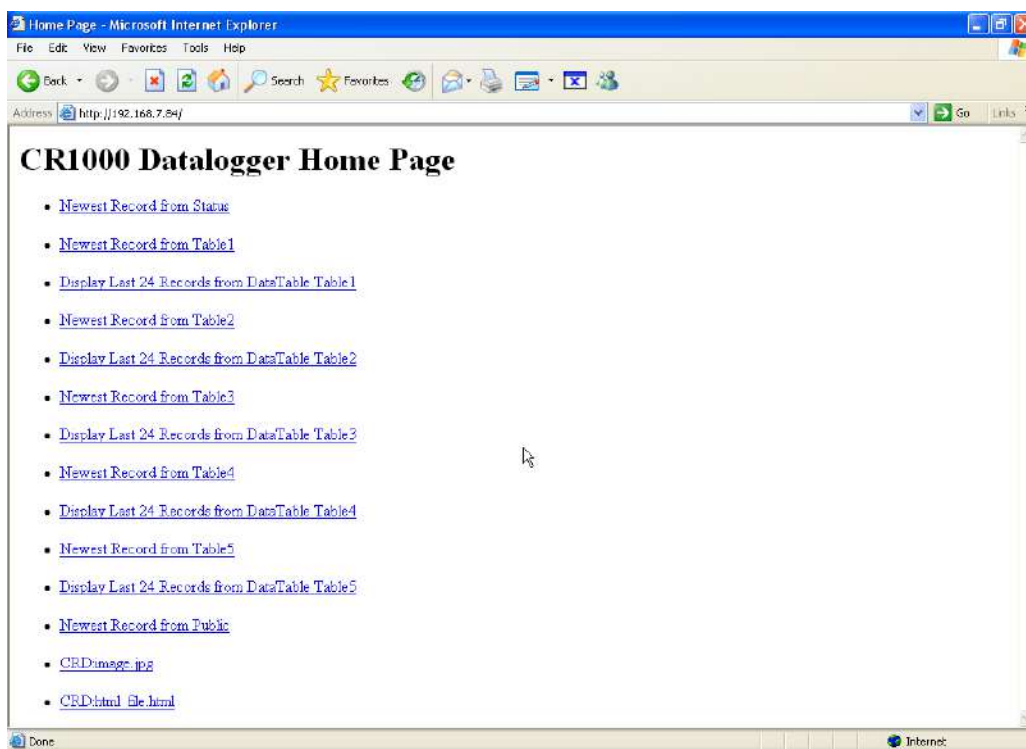 Home Page - Microsoft Internet Explorer
File Edit View Favorites Tools Help
Back Search Favorites
Address http://192.168.7.84/ Go Links
CR1000 Datalogger Home Page
Newest Record from Status
Newest Record from Table1
Display Last 24 Records from DataTable Table1
Newest Record from Table2
Display Last 24 Records from DataTable Table2
Newest Record from Table3
Display Last 24 Records from DataTable Table3
Newest Record from Table4
Display Last 24 Records from DataTable Table4
Newest Record from Table5
Display Last 24 Records from DataTable Table5
Newest Record from Public
CRD:image.jpg
CRD:html_file.html
Done Internet